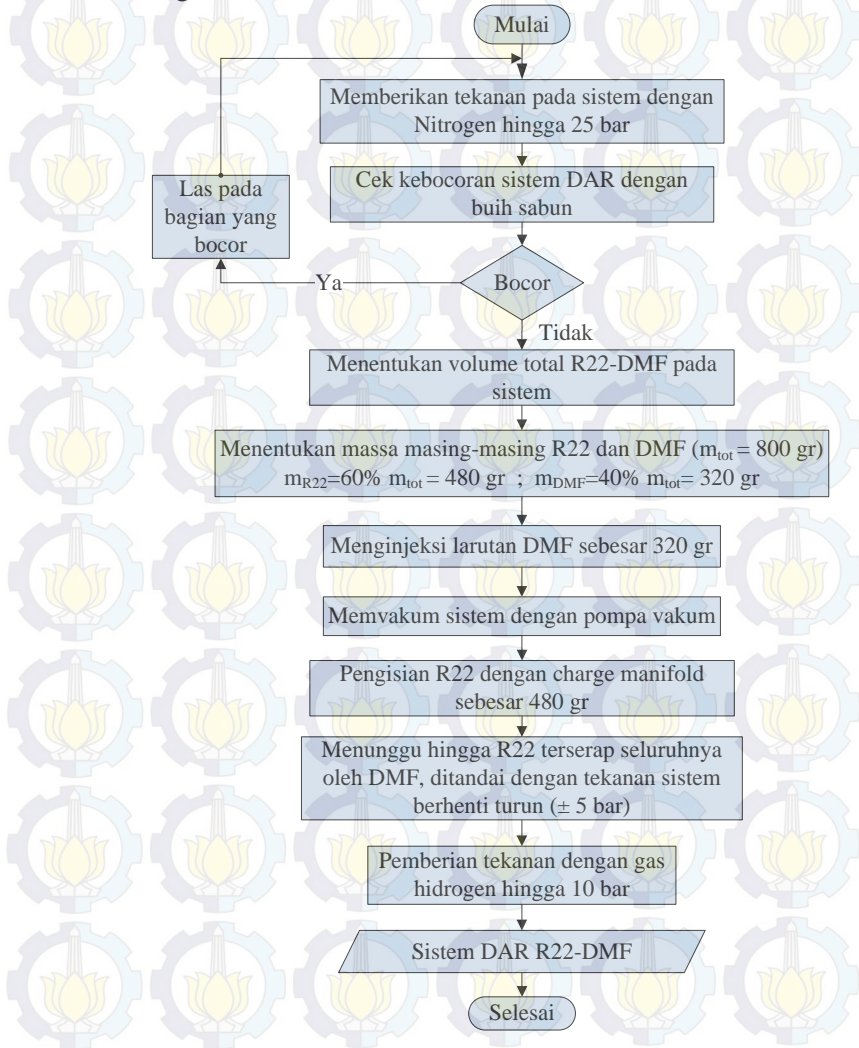 Mulai
Memberikan tekanan pada sistem dengan
Nitrogen hingga 25 bar
Cek kebocoran sistem DAR dengan
buih sabun
Las pada
bagian yang
bocor
Ya
Bocor
Tidak
Menentukan volume total R22-DMF pada
sistem
Menentukan massa masing-masing R22 dan DMF (mtot = 800 gr)
mR22=60% mtot = 480 gr ; mDMF=40% mtot= 320 gr
Menginjeksi larutan DMF sebesar 320 gr
Memvakum sistem dengan pompa vakum
Pengisian R22 dengan charge manifold
sebesar 480 gr
Menunggu hingga R22 terserap seluruhnya
oleh DMF, ditandai dengan tekanan sistem
berhenti turun (± 5 bar)
Pemberian tekanan dengan gas
hidrogen hingga 10 bar
Sistem DAR R22-DMF
Selesai